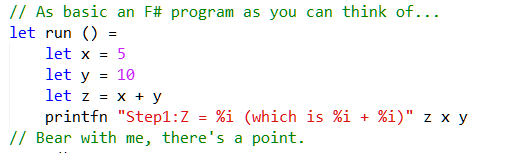 // As basic an F# program as you can think of...
let run () =
    let x = 5
    let y = 10
    let z = x + y
    printfn "Step1:Z = %i (which is %i + %i)" z x y
// Bear with me, there's a point.